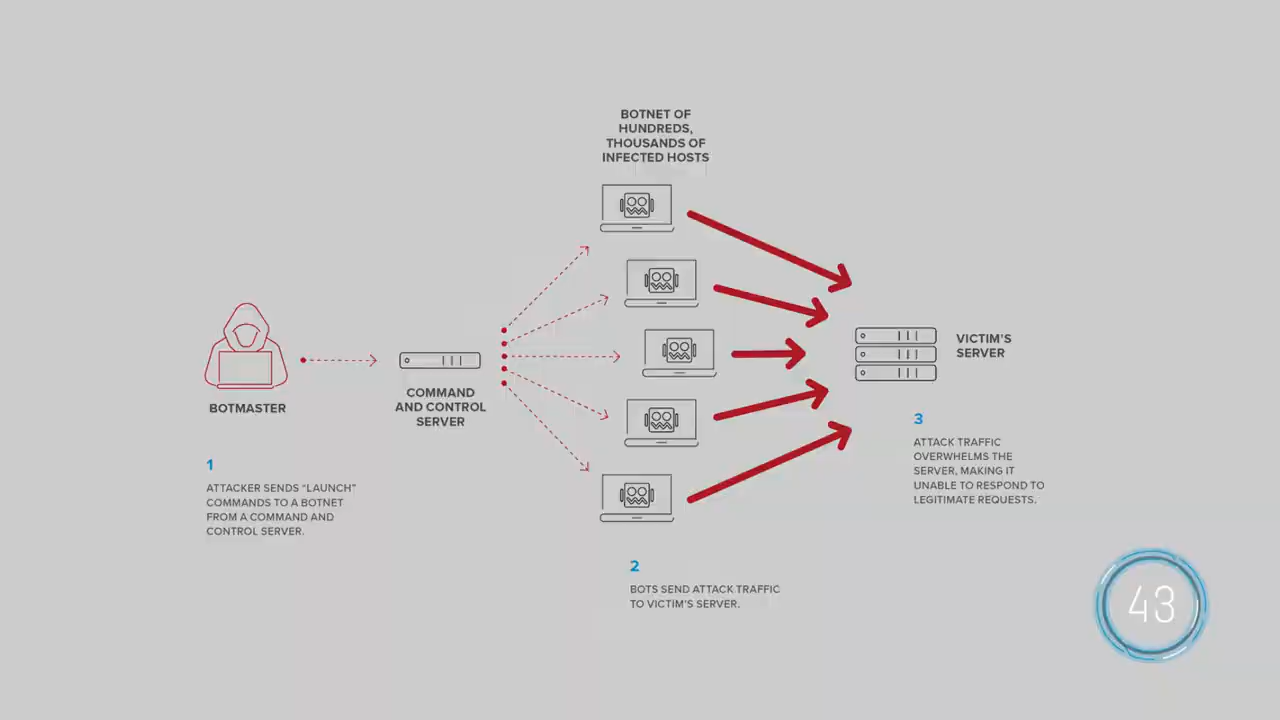 BOTNET OF
HUNDREDS,
THOUSANDS OF
INFECTED HOSTS
BOTMASTER
COMMAND
AND CONTROL
SERVER
VICTIM'S
SERVER
1
ATTACKER SENDS “LAUNCH”
COMMANDS TO A BOTNET
FROM A COMMAND AND
CONTROL SERVER.
2
BOTS SEND ATTACK TRAFFIC
TO VICTIM'S SERVER.
3
ATTACK TRAFFIC
OVERWHELMS THE
SERVER, MAKING IT
UNABLE TO RESPOND TO
LEGITIMATE REQUESTS.
43